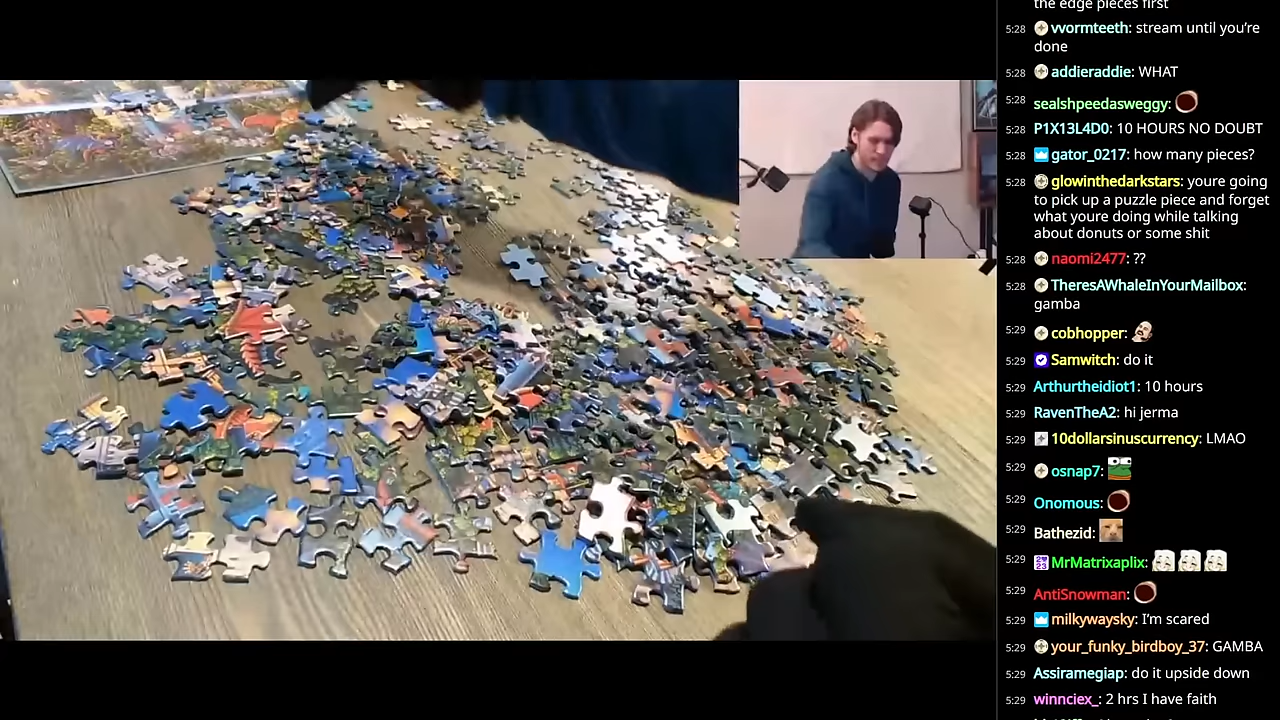 the edge pieces first
5:28 vvormteeth: stream until you're
done
5:28 addieraddie: WHAT
5:28 sealshpeedasweggy:
5:28 P1X13L4D0: 10 HOURS NO DOUBT
5:28 gator_0217: how many pieces?
5:28 glowinthedarkstars: youre going
to pick up a puzzle piece and forget
what youre doing while talking
about donuts or some shit
5:28 naomi2477: ??
5:28 TheresAWhaleInYourMailbox:
gamba
5:29 cobhopper:
5:29 Samwitch: do it
5:29 Arthurtheidiot1: 10 hours
5:29 RavenTheA2: hi jerma
5:29 10dollarsinuscurrency: LMAO
5:29 osnap7:
5:29 Onomous:
5:29 Bathezid:
5:29 MrMatrixaplix:
5:29 AntiSnowman:
5:29 milkywaysky: I'm scared
5:29 your_funky_birdboy_37: GAMBA
5:29 Assiramegiap: do it upside down
5:29 winnciex_: 2 hrs I have faith